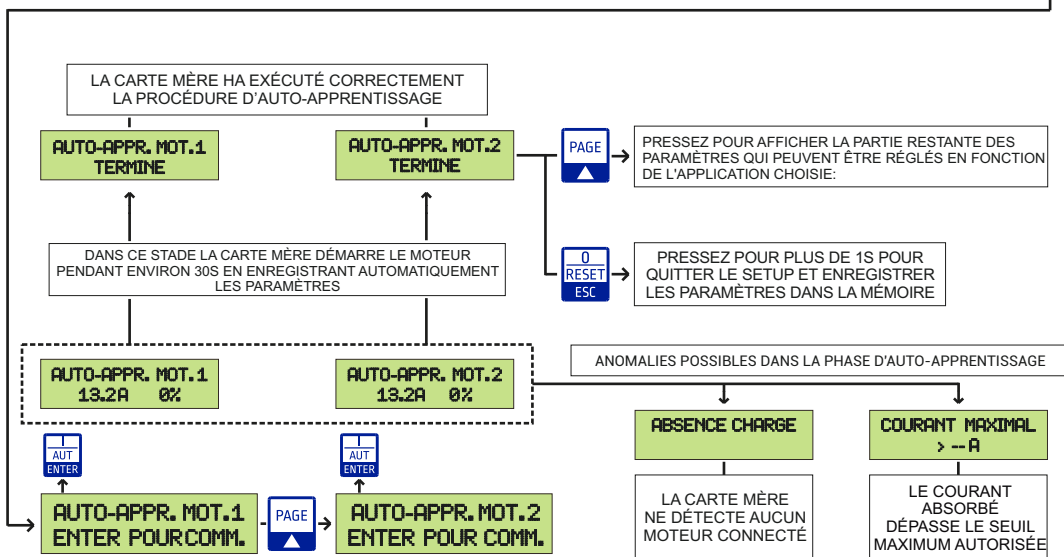 LA CARTE MÈRE HA EXÉCUTÉ CORRECTEMENT
LA PROCÉDURE D'AUTO-APPRENTISSAGE
AUTO-APPR. MOT.1
TERMINE
AUTO-APPR. MOT.2
TERMINE
PAGE
PRESSEZ POUR AFFICHER LA PARTIE RESTANTE DES
PARAMÈTRES QUI PEUVENT ÊTRE RÉGLÉS EN FONCTION
DE L'APPLICATION CHOISIE:
DANS CE STADE LA CARTE MÈRE DÉMARRE LE MOTEUR
PENDANT ENVIRON 30S EN ENREGISTRANT AUTOMATIQUEMENT
LES PARAMÈTRES
0
RESET
ESC
PRESSEZ POUR PLUS DE 1S POUR
QUITTER LE SETUP ET ENREGISTRER
LES PARAMÈTRES DANS LA MÉMOIRE
ANOMALIES POSSIBLES DANS LA PHASE D'AUTO-APPRENTISSAGE
AUTO-APPR. MOT.1
13.2A 0%
AUTO-APPR. MOT.2
13.2A 0%
ABSENCE CHARGE
COURANT MAXIMAL
> --A
I
AUT
ENTER
I
AUT
ENTER
LA CARTE MÈRE
NE DÉTECTE AUCUN
MOTEUR CONNECTÉ
LE COURANT
ABSORBÉ
DÉPASSE LE SEUIL
MAXIMUM AUTORISÉE
AUTO-APPR. MOT.1
ENTER POUR COMM.
PAGE
AUTO-APPR. MOT.2
ENTER POUR COMM.